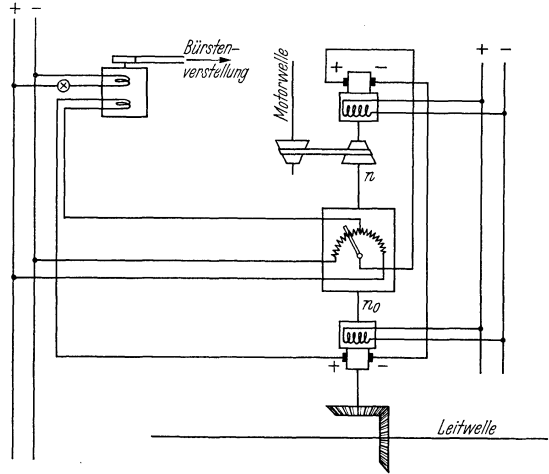 + −
Bürsten-
verstellung
Motorwelle
+ −
+ −
n
n₀
+ −
Leitwelle